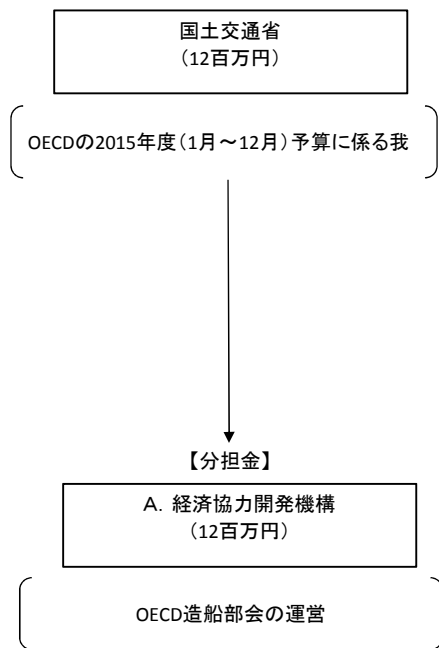 国土交通省
（12百万円）
OECDの2015年度（1月～12月）予算に係る我
【分担金】
A．経済協力開発機構
（12百万円）
OECD造船部会の運営